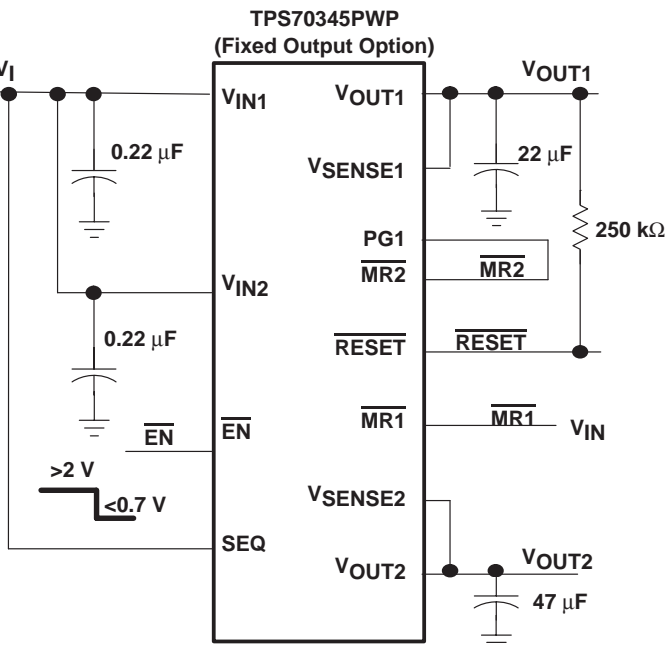 TPS70345PWP
(Fixed Output Option)
VI
VIN1
VOUT1
VOUT1
0.22 μF
VSENSE1
22 μF
250 kΩ
PG1
MR2
MR2
VIN2
0.22 μF
RESET
RESET
EN
EN
MR1
MR1
VIN
>2 V
<0.7 V
VSENSE2
SEQ
VOUT2
VOUT2
47 μF